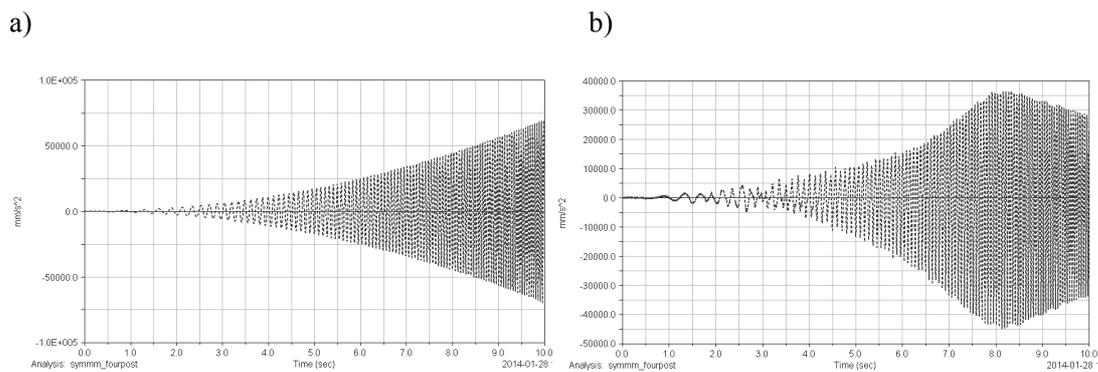 a)
b)
1.0E+005
50000.0
0.0
-50000.0
-1.0E+005
mm/s^2
0.0 1.0 2.0 3.0 4.0 5.0 6.0 7.0 8.0 9.0 10.0
Analysis: symmm_fourpost Time (sec) 2014-01-28
40000.0
30000.0
20000.0
10000.0
0.0
-10000.0
-20000.0
-30000.0
-40000.0
-50000.0
mm/s^2
0.0 1.0 2.0 3.0 4.0 5.0 6.0 7.0 8.0 9.0 10.0
Analysis: symmm_fourpost Time (sec) 2014-01-28